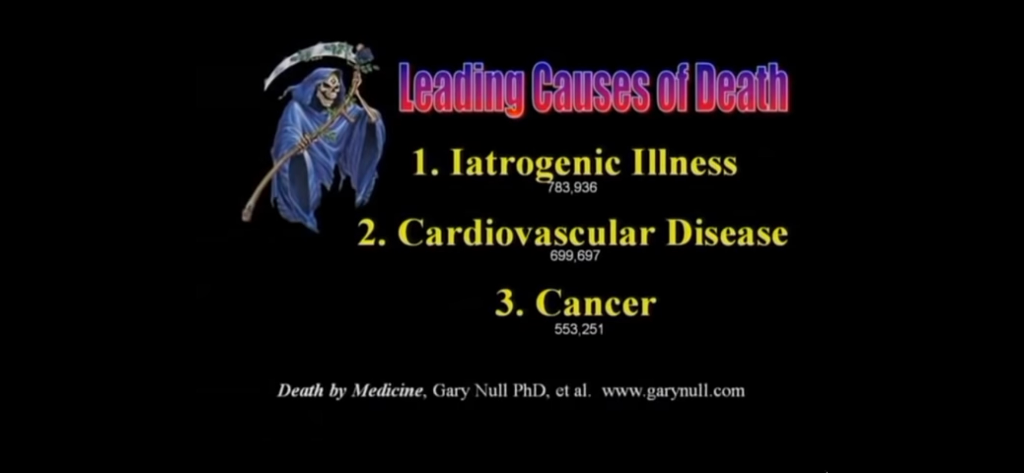 Leading Causes of Death
1. Iatrogenic Illness
783,936
2. Cardiovascular Disease
699,697
3. Cancer
553,251
Death by Medicine, Gary Null PhD, et al. www.garynull.com